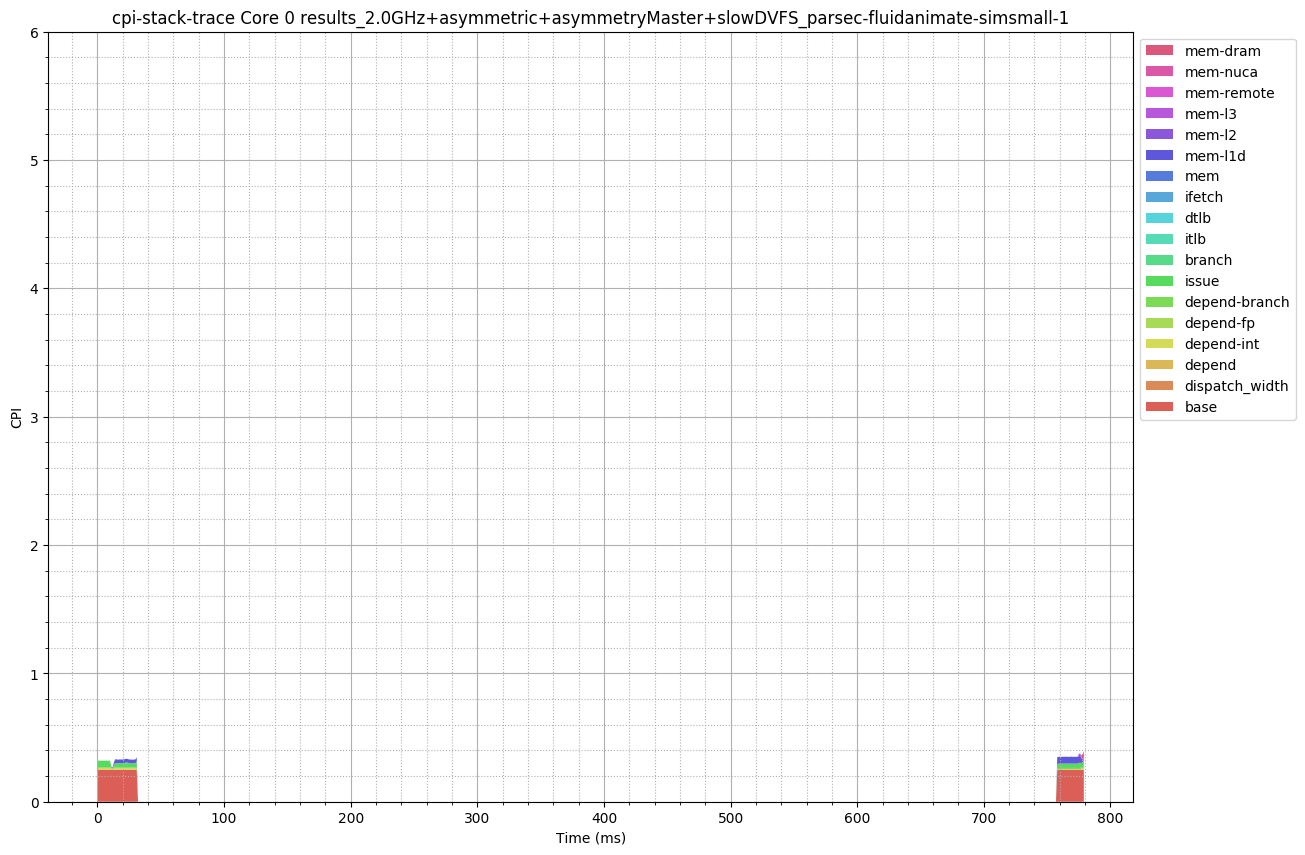 cpi-stack-trace Core 0 results_2.0GHz+asymmetric+asymmetryMaster+slowDVFS_parsec-fluidanimate-simsmall-1
6
5
4
3
2
1
0
CPI
0 100 200 300 400 500 600 700 800
Time (ms)
mem-dram
mem-nuca
mem-remote
mem-l3
mem-l2
mem-l1d
mem
ifetch
dtlb
itlb
branch
issue
depend-branch
depend-fp
depend-int
depend
dispatch_width
base